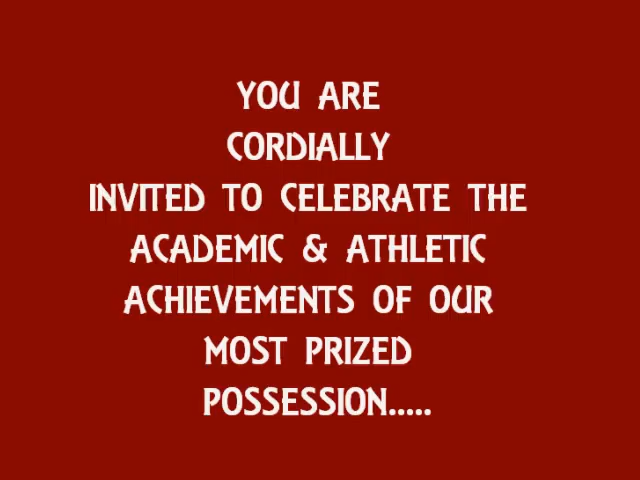 YOU ARE
CORDIALLY
INVITED TO CELEBRATE THE
ACADEMIC & ATHLETIC
ACHIEVEMENTS OF OUR
MOST PRIZED
POSSESSION.....